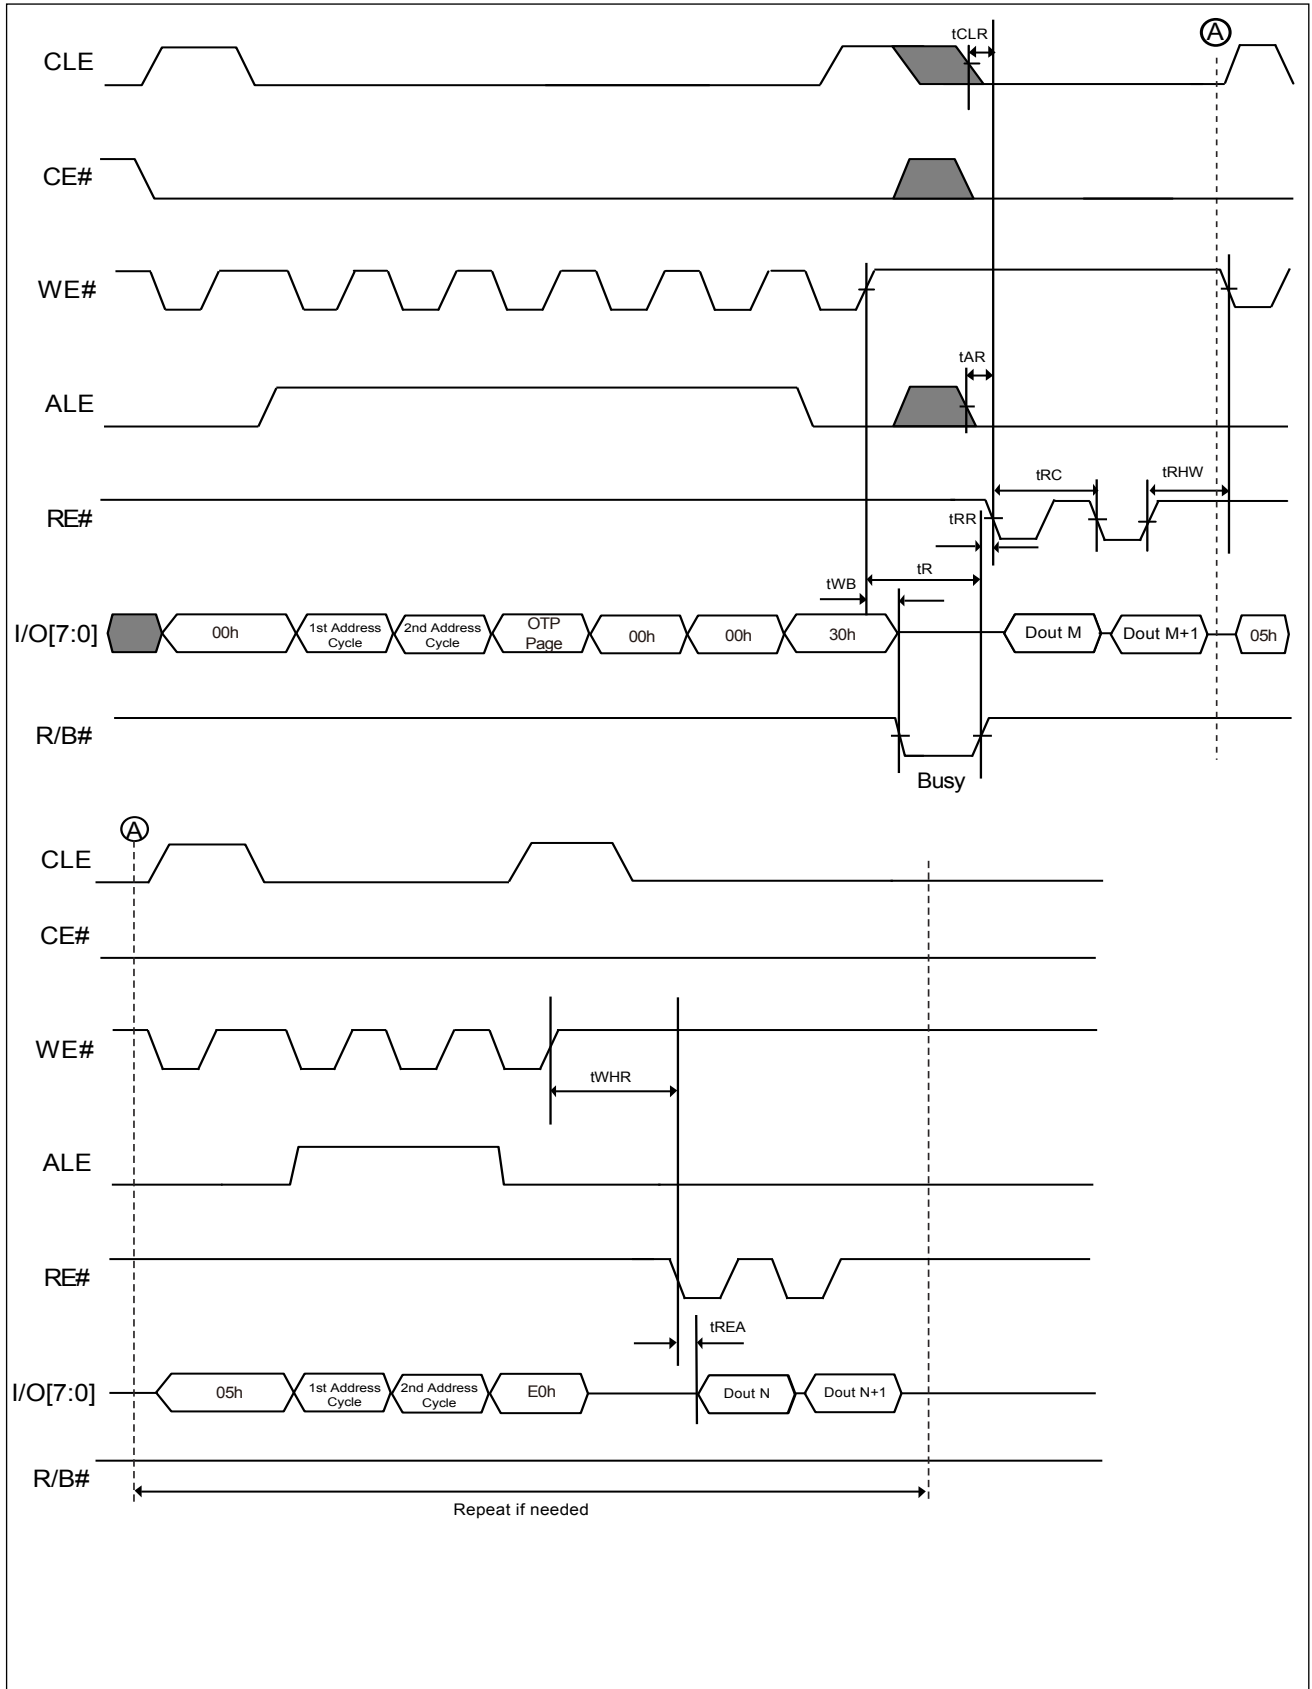 tCLR
A
CLE
CE#
WE#
tAR
ALE
tRC
tRHW
RE#
tRR
tR
tWB
I/O[7:0]
00h
1st Address
Cycle
2nd Address
Cycle
OTP
Page
00h
00h
30h
Dout M
Dout M+1
05h
R/B#
Busy
A
CLE
CE#
WE#
tWHR
ALE
RE#
tREA
I/O[7:0]
05h
1st Address
Cycle
2nd Address
Cycle
E0h
Dout N
Dout N+1
R/B#
Repeat if needed